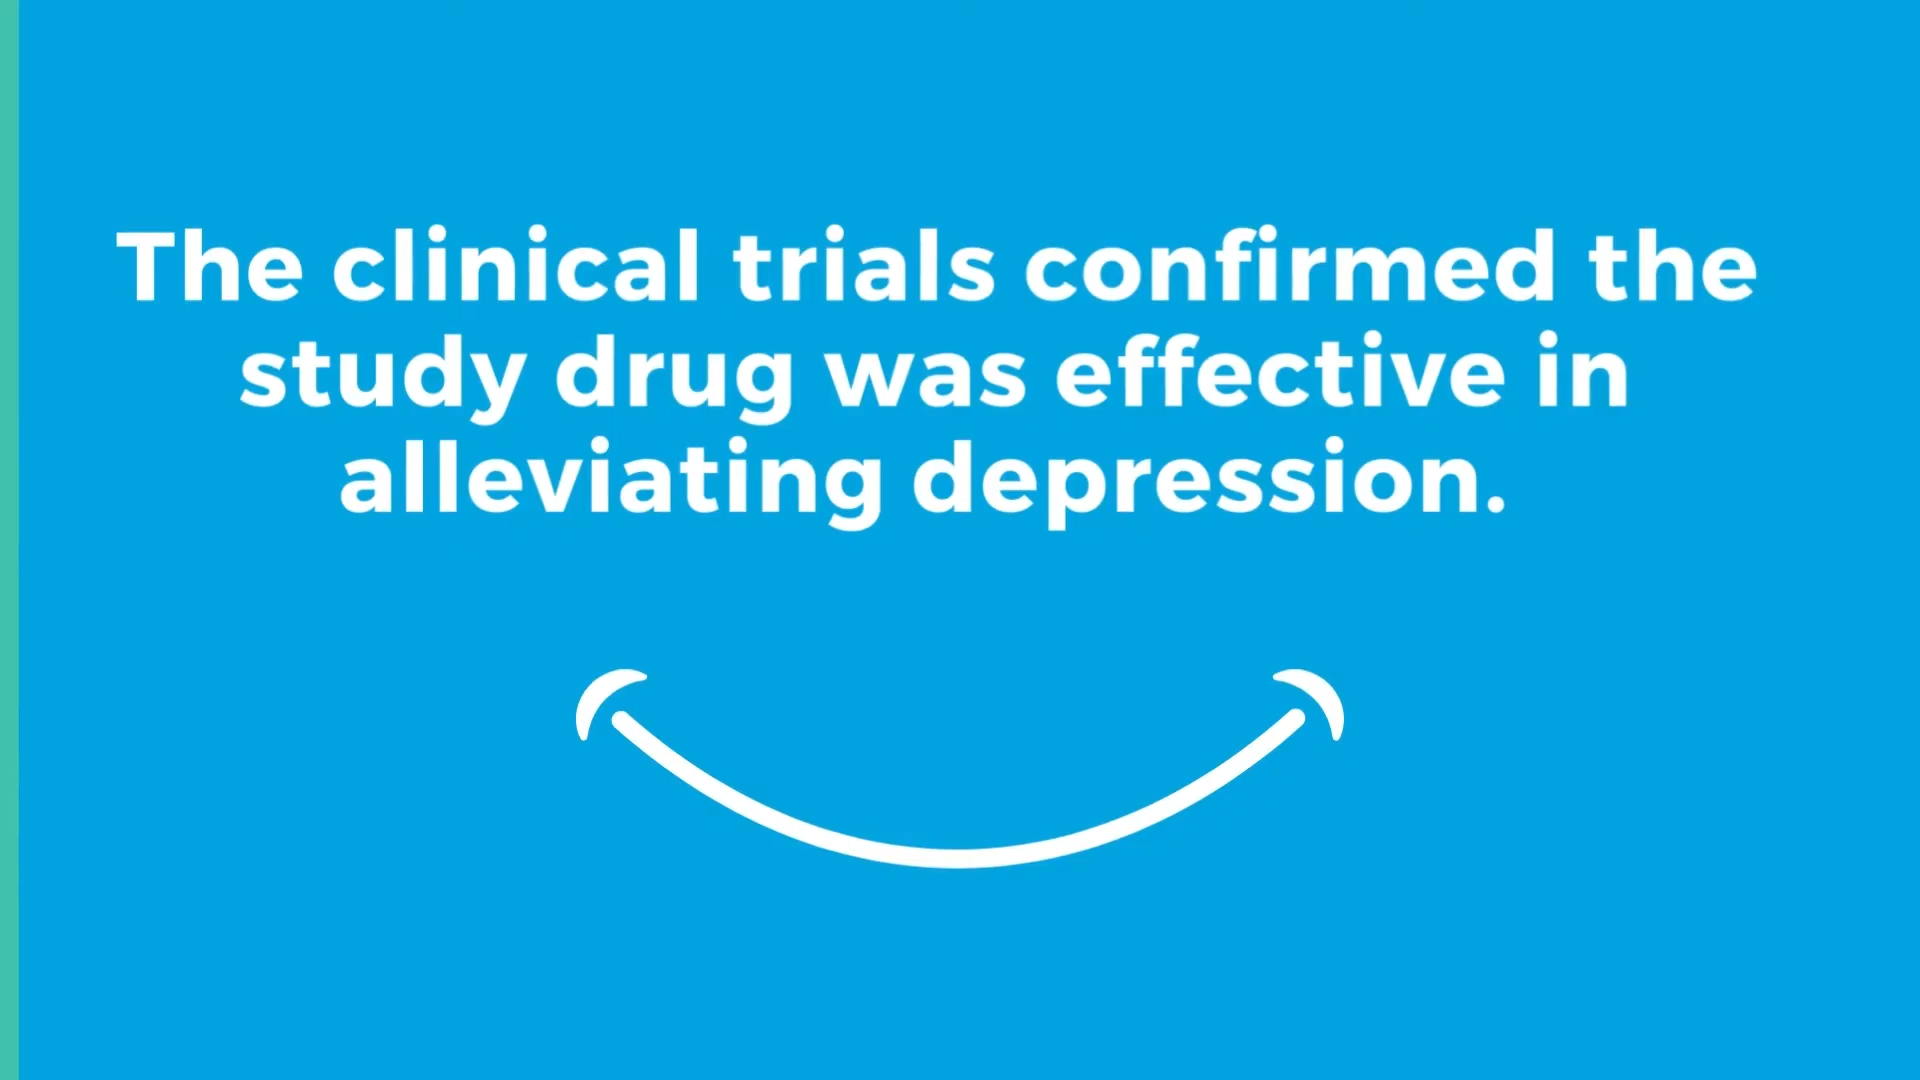 The clinical trials confirmed the
study drug was effective in
alleviating depression.